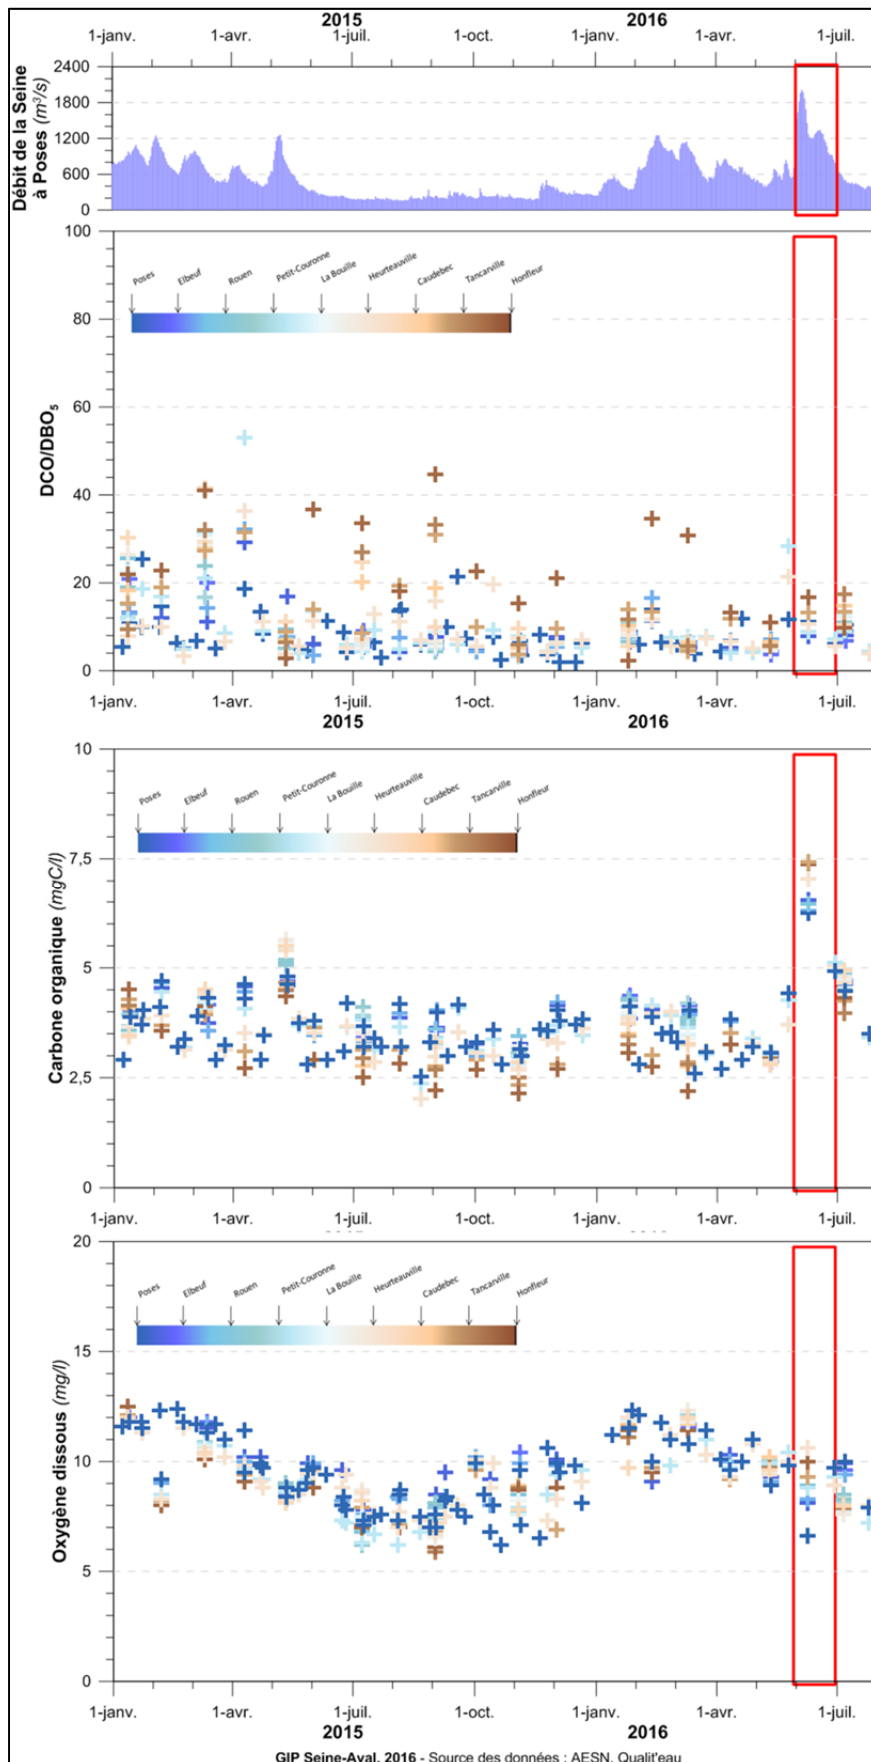 2015 2016
1-janv. 1-avr. 1-juil. 1-oct. 1-janv. 1-avr. 1-juil.
Débit de la Seine
à Poses (m³/s)
2400
1800
1200
600
0
DCO/DBO₅
100
80
60
40
20
0
Poses Elbeuf Rouen Petit-Couronne La Bouille Heurteauville Caudebec Tancarville Honfleur
1-janv. 1-avr. 1-juil. 1-oct. 1-janv. 1-avr. 1-juil.
2015 2016
Carbone organique (mgC/l)
10
7,5
5
2,5
0
Poses Elbeuf Rouen Petit-Couronne La Bouille Heurteauville Caudebec Tancarville Honfleur
1-janv. 1-avr. 1-juil. 1-oct. 1-janv. 1-avr. 1-juil.
Oxygène dissous (mg/l)
20
15
10
5
0
Poses Elbeuf Rouen Petit-Couronne La Bouille Heurteauville Caudebec Tancarville Honfleur
1-janv. 1-avr. 1-juil. 1-oct. 1-janv. 1-avr. 1-juil.
2015 2016
GIP Seine-Aval, 2016 - Source des données : AESN, Qualit'eau